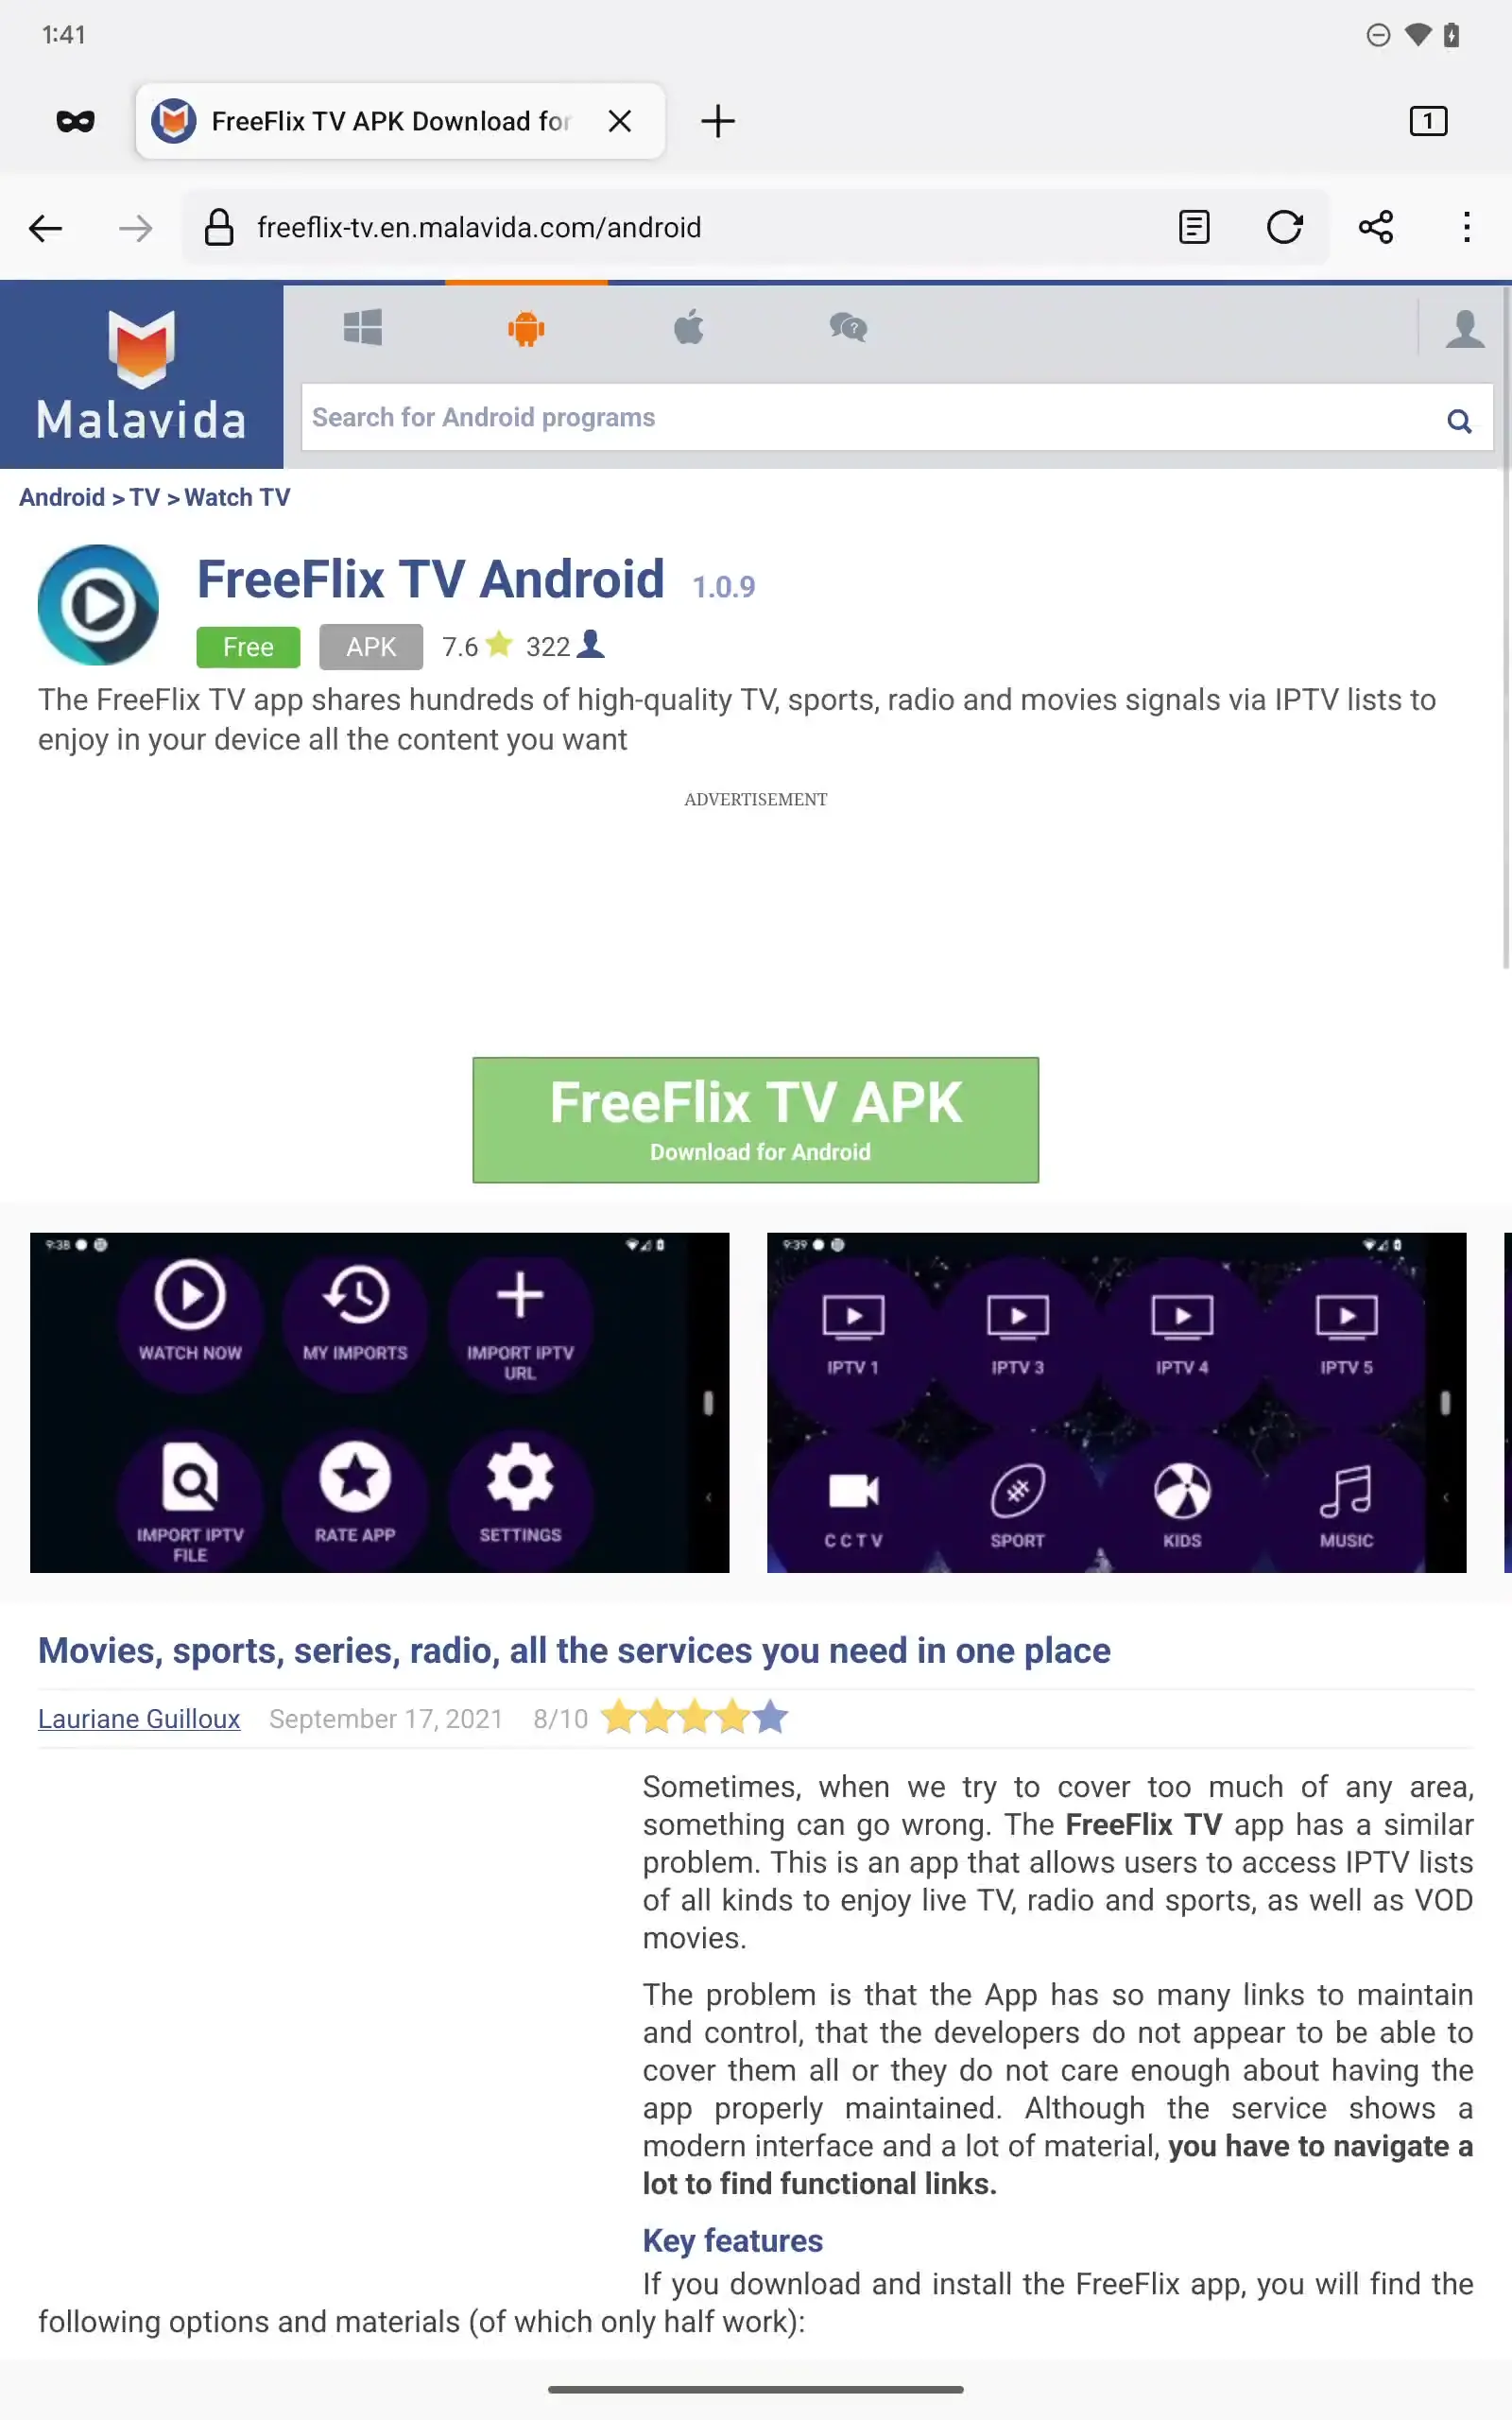 1:41
FreeFlix TV APK Download for
1
freeflix-tv.en.malavida.com/android
Malavida
Search for Android programs
Android > TV > Watch TV
FreeFlix TV Android 1.0.9
Free APK 7.6 322
The FreeFlix TV app shares hundreds of high-quality TV, sports, radio and movies signals via IPTV lists to
enjoy in your device all the content you want
ADVERTISEMENT
FreeFlix TV APK
Download for Android
9:38
WATCH NOW
MY IMPORTS
IMPORT IPTV
URL
IMPORT IPTV
FILE
RATE APP
SETTINGS
9:39
IPTV 1
IPTV 3
IPTV 4
IPTV 5
C C T V
SPORT
KIDS
MUSIC
Movies, sports, series, radio, all the services you need in one place
Lauriane Guilloux September 17, 2021 8/10
Sometimes, when we try to cover too much of any area,
something can go wrong. The FreeFlix TV app has a similar
problem. This is an app that allows users to access IPTV lists
of all kinds to enjoy live TV, radio and sports, as well as VOD
movies.
The problem is that the App has so many links to maintain
and control, that the developers do not appear to be able to
cover them all or they do not care enough about having the
app properly maintained. Although the service shows a
modern interface and a lot of material, you have to navigate a
lot to find functional links.
Key features
If you download and install the FreeFlix app, you will find the
following options and materials (of which only half work):